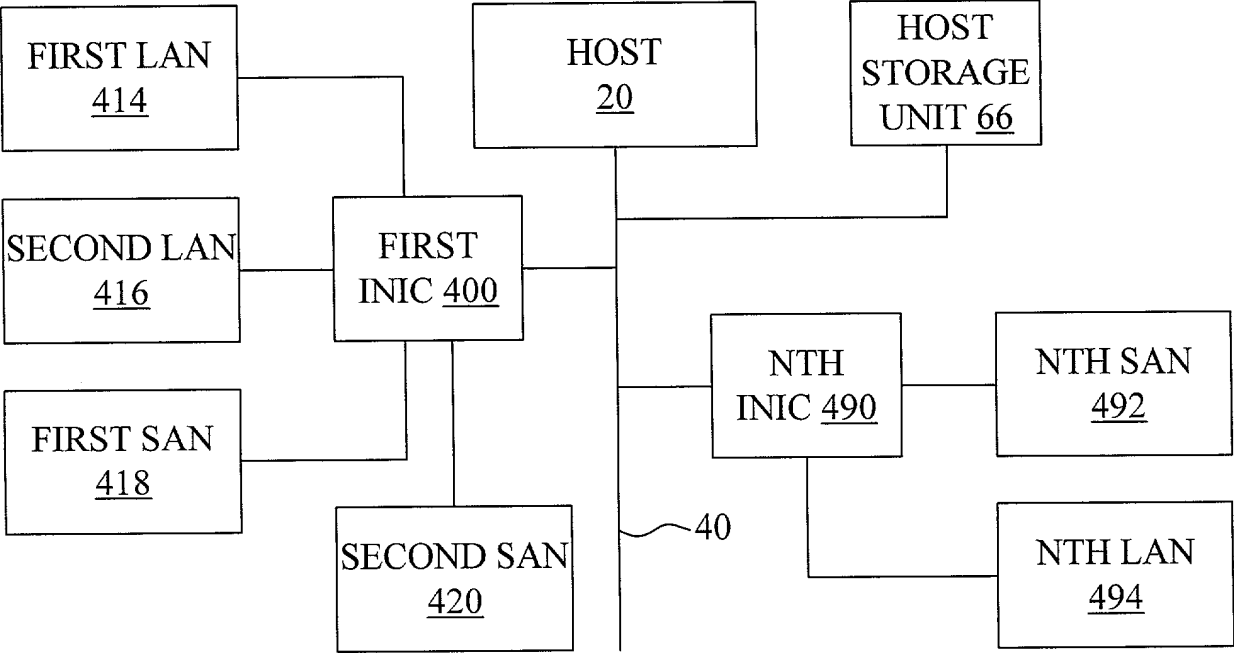 FIRST LAN
414
HOST
20
HOST
STORAGE
UNIT 66
SECOND LAN
416
FIRST
INIC 400
FIRST SAN
418
SECOND SAN
420
NTH
INIC 490
NTH SAN
492
40
NTH LAN
494